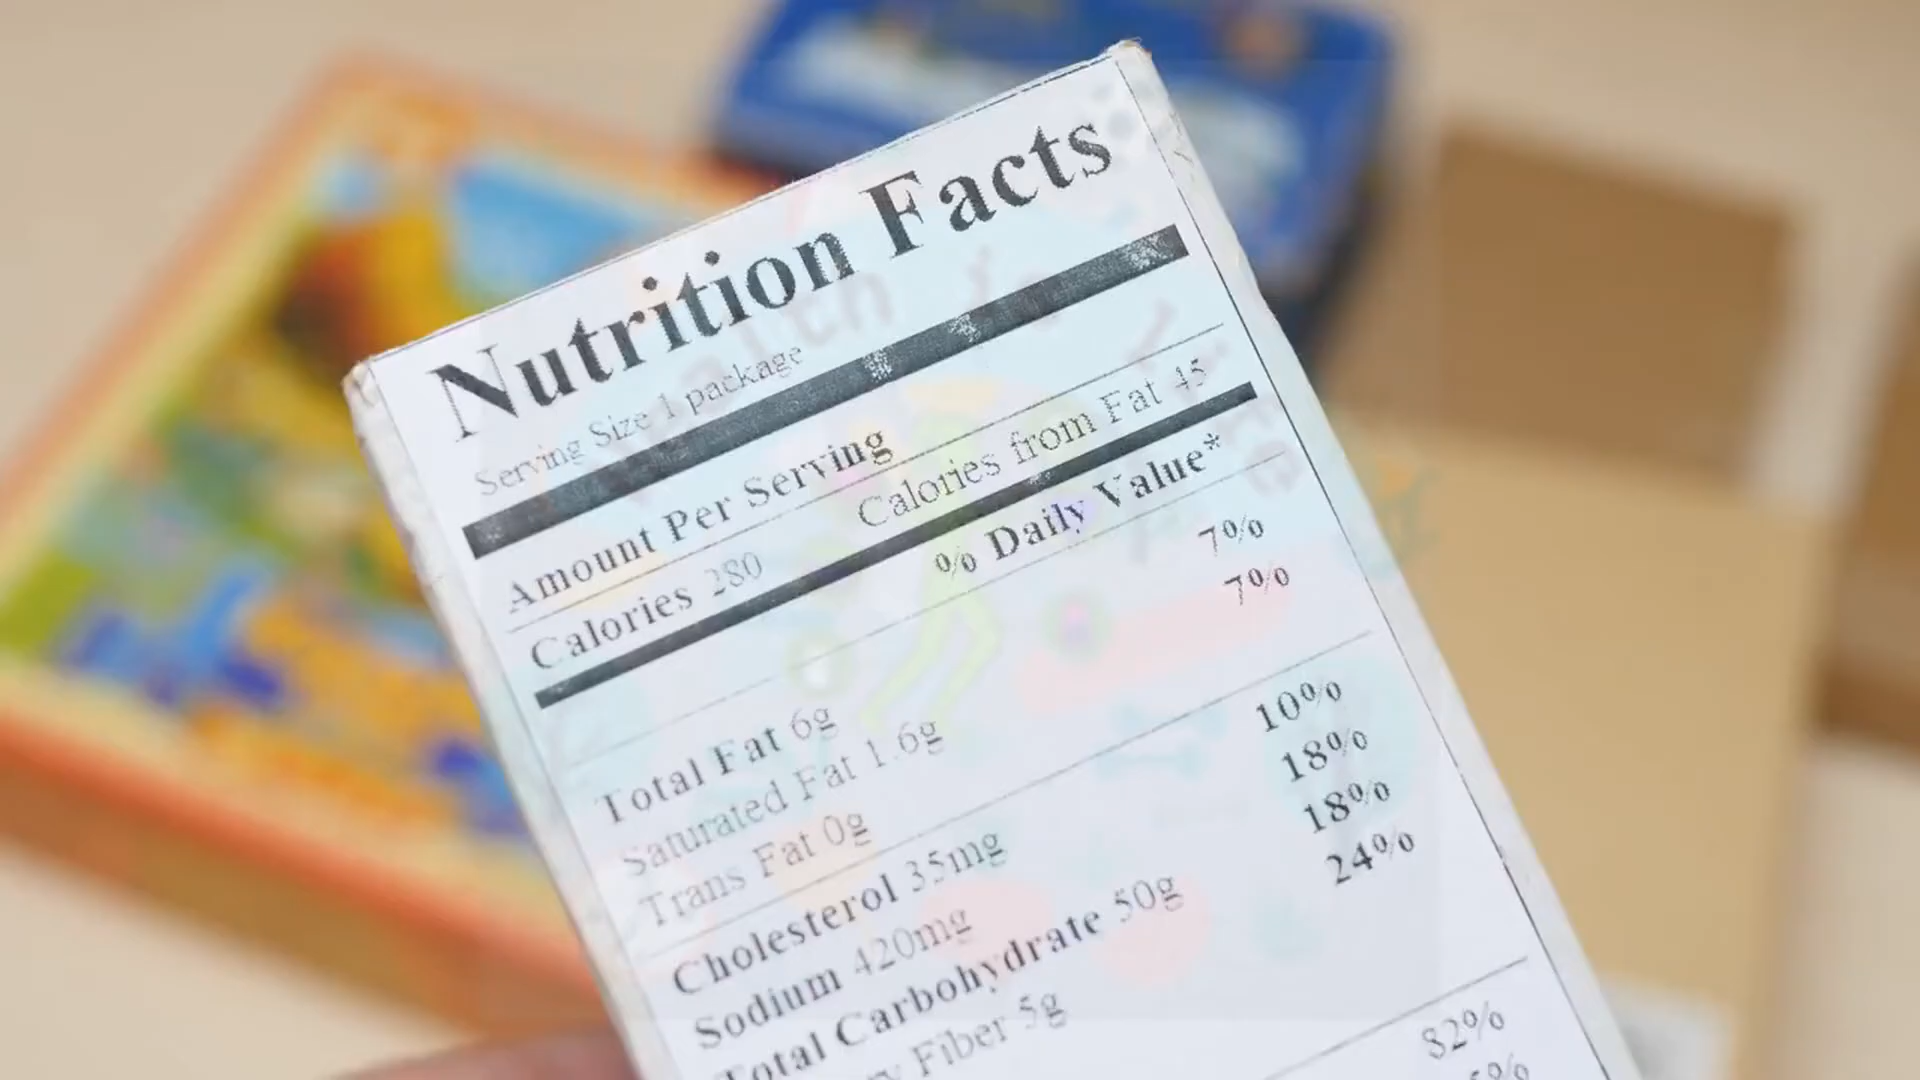 Nutrition Facts
Serving Size 1 package
Amount Per Serving
Calories 280 Calories from Fat 45
% Daily Value*
Total Fat 6g 7%
Saturated Fat 1.6g 7%
Trans Fat 0g
Cholesterol 35mg 10%
Sodium 420mg 18%
Total Carbohydrate 50g 18%
Fiber 5g 24%
82%